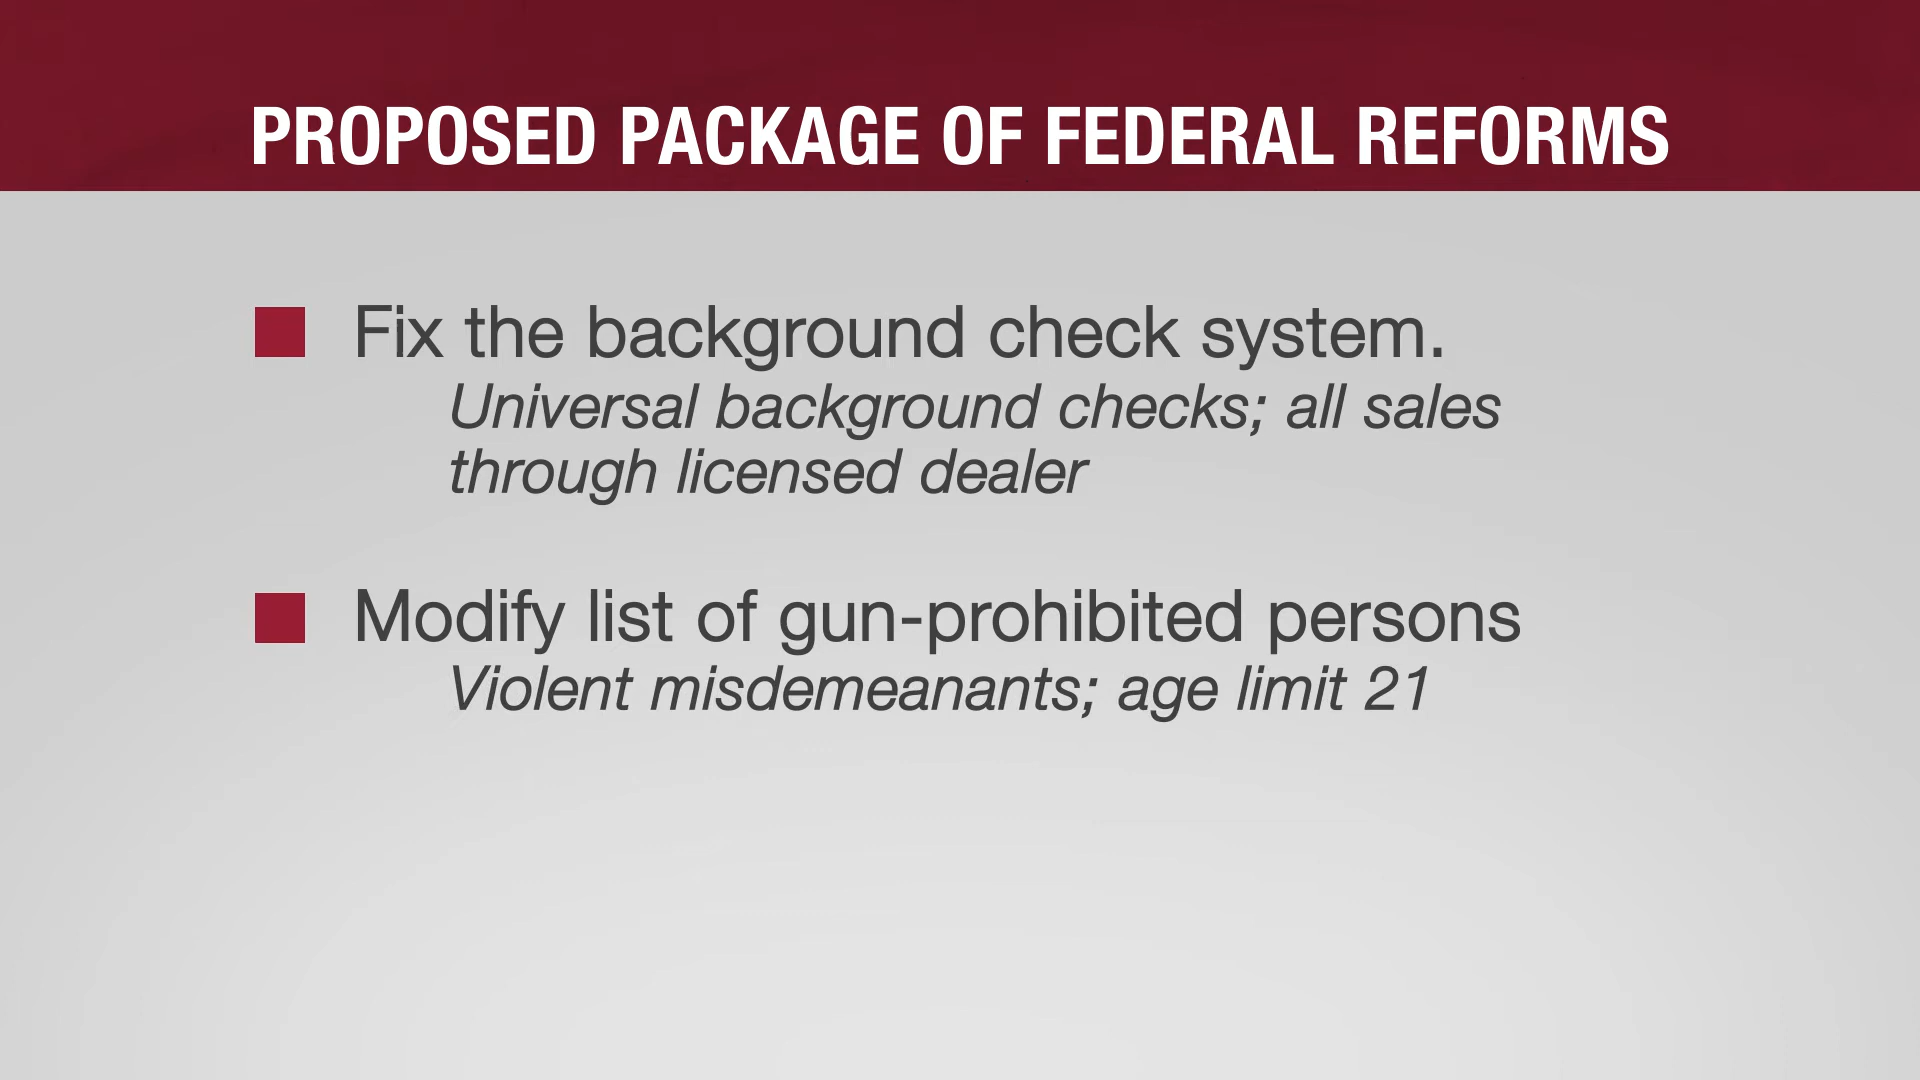 PROPOSED PACKAGE OF FEDERAL REFORMS
Fix the background check system.
Universal background checks; all sales
through licensed dealer
Modify list of gun-prohibited persons
Violent misdemeanants; age limit 21